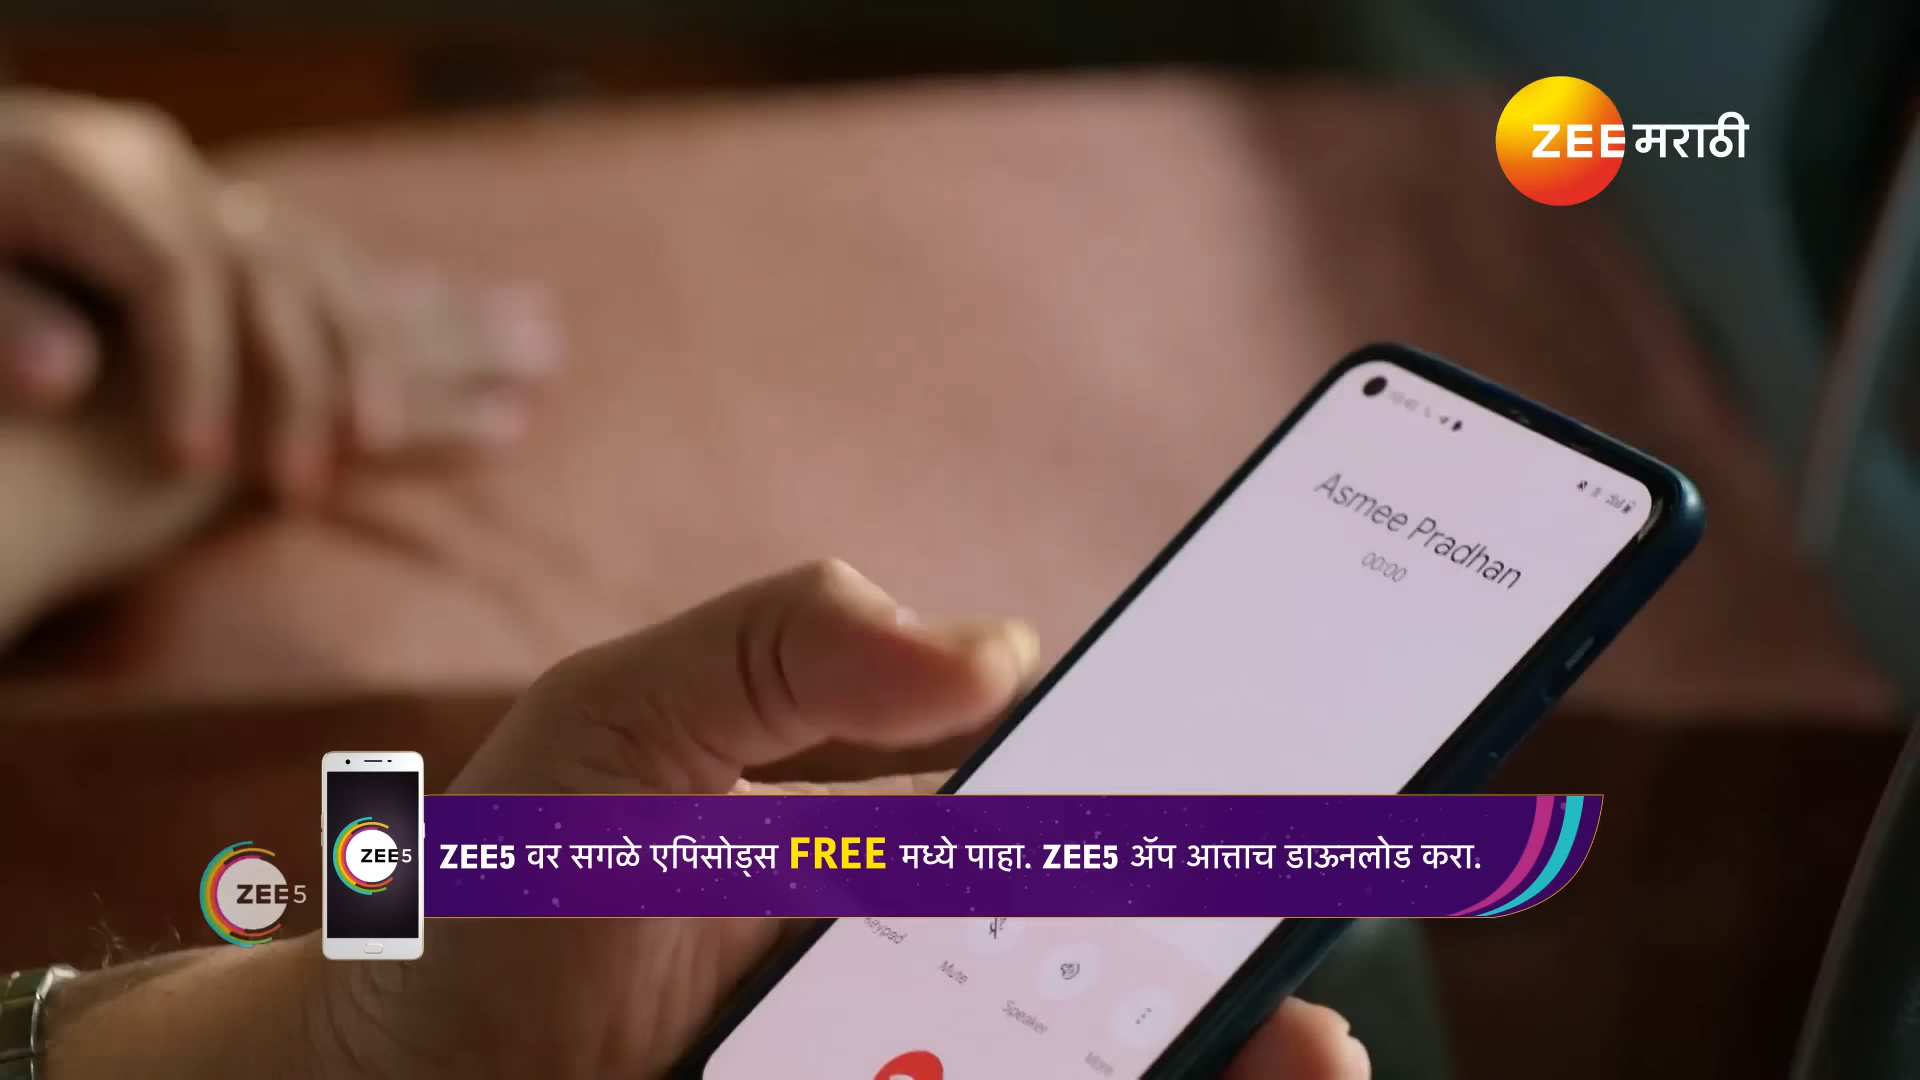 ZEE मराठी
Asmee Pradhan
00:00
ZEE5
ZEE5
ZEE5 वर सगळे एपिसोड्स FREE मध्ये पाहा. ZEE5 ॲप आत्ताच डाऊनलोड करा.
Keypad
Mute
Speaker
More